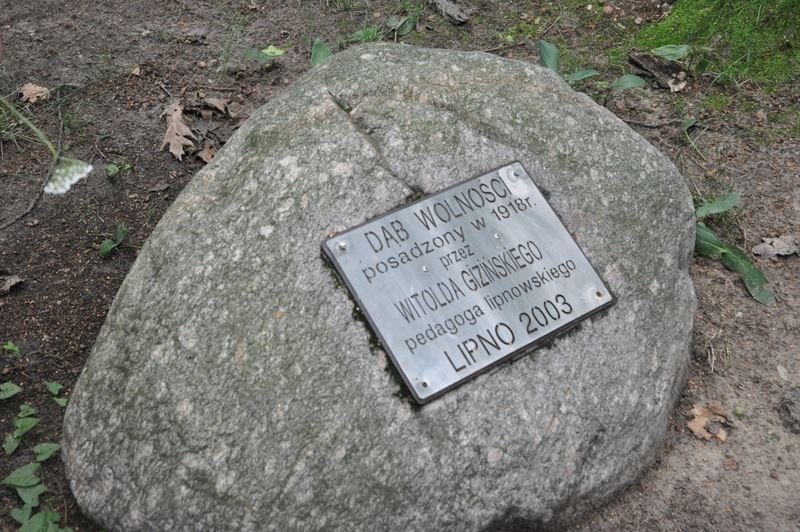 DĄB WOLNOŚCI
posadzony w 1918r.
przez
WITOLDA GIZIŃSKIEGO
pedagoga lipnowskiego
LIPNO 2003